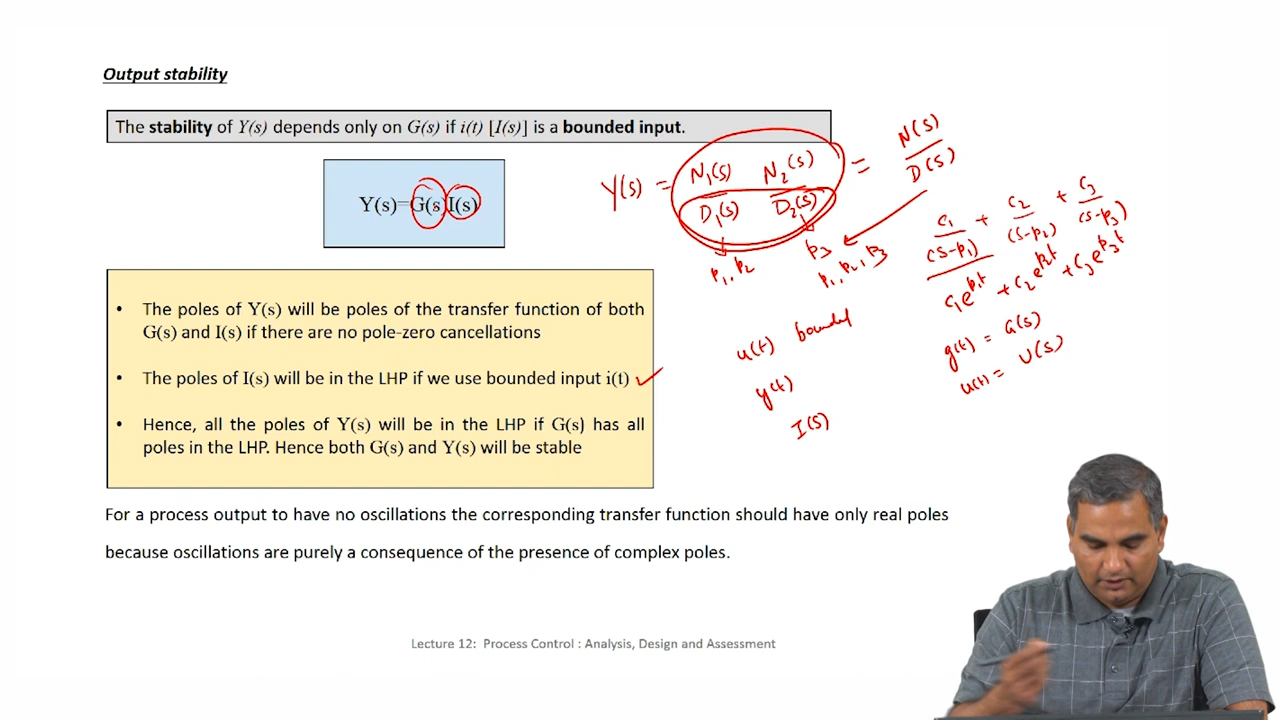 Output stability
The stability of Y(s) depends only on G(s) if i(t) [I(s)] is a bounded input.
Y(s)=G(s)I(s)
Y(s) = N₁(s) N₂(s) = N(s)
D₁(s) D₂(s) D(s)
p₁, p₂ p₃
p₁, p₂, p₃
c₁ + c₂ + c₃
(s-p₁) (s-p₂) (s-p₃)
c₁e^p₁t + c₂e^p₂t + c₃e^p₃t
• The poles of Y(s) will be poles of the transfer function of both
G(s) and I(s) if there are no pole-zero cancellations
• The poles of I(s) will be in the LHP if we use bounded input i(t)
• Hence, all the poles of Y(s) will be in the LHP if G(s) has all
poles in the LHP. Hence both G(s) and Y(s) will be stable
u(t) bounded
y(t)
I(s)
g(t) = G(s)
u(t) = U(s)
For a process output to have no oscillations the corresponding transfer function should have only real poles
because oscillations are purely a consequence of the presence of complex poles.
Lecture 12: Process Control : Analysis, Design and Assessment